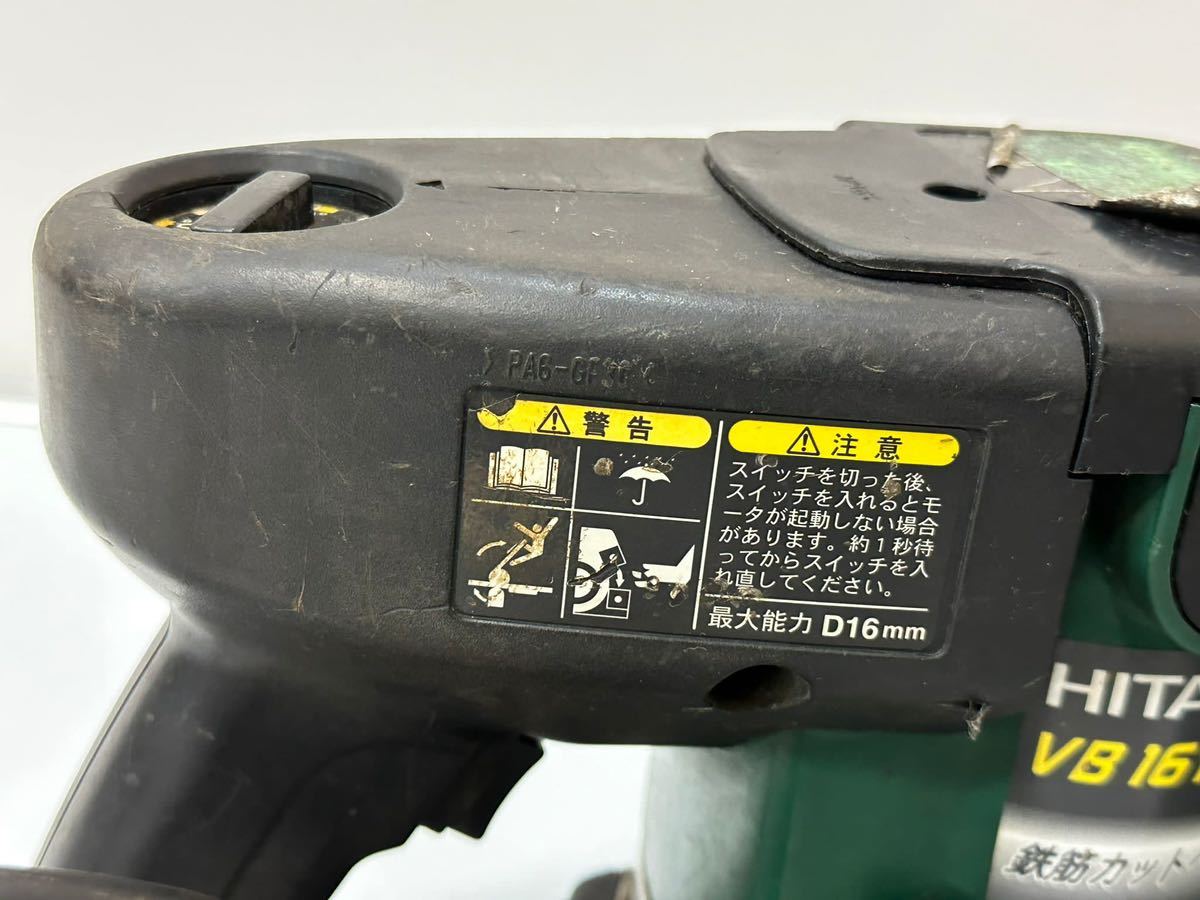 >PA6-GF30<
警告
注意
スイッチを切った後、
スイッチを入れるとモ
ータが起動しない場合
があります。約1秒待
ってからスイッチを入
れ直してください。
最大能力 D16mm
HITA
VB 16
鉄筋カット